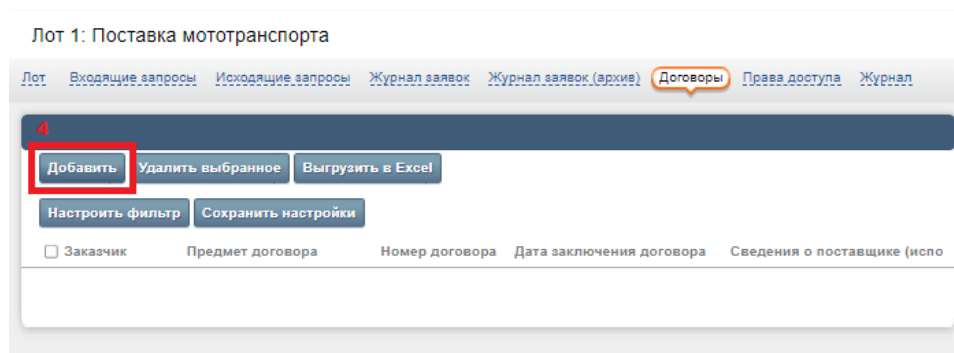 Лот 1: Поставка мототранспорта
Лот Входящие запросы Исходящие запросы Журнал заявок Журнал заявок (архив) Договоры Права доступа Журнал
4
Добавить Удалить выбранное Выгрузить в Excel
Настроить фильтр Сохранить настройки
Заказчик Предмет договора Номер договора Дата заключения договора Сведения о поставщике (испо